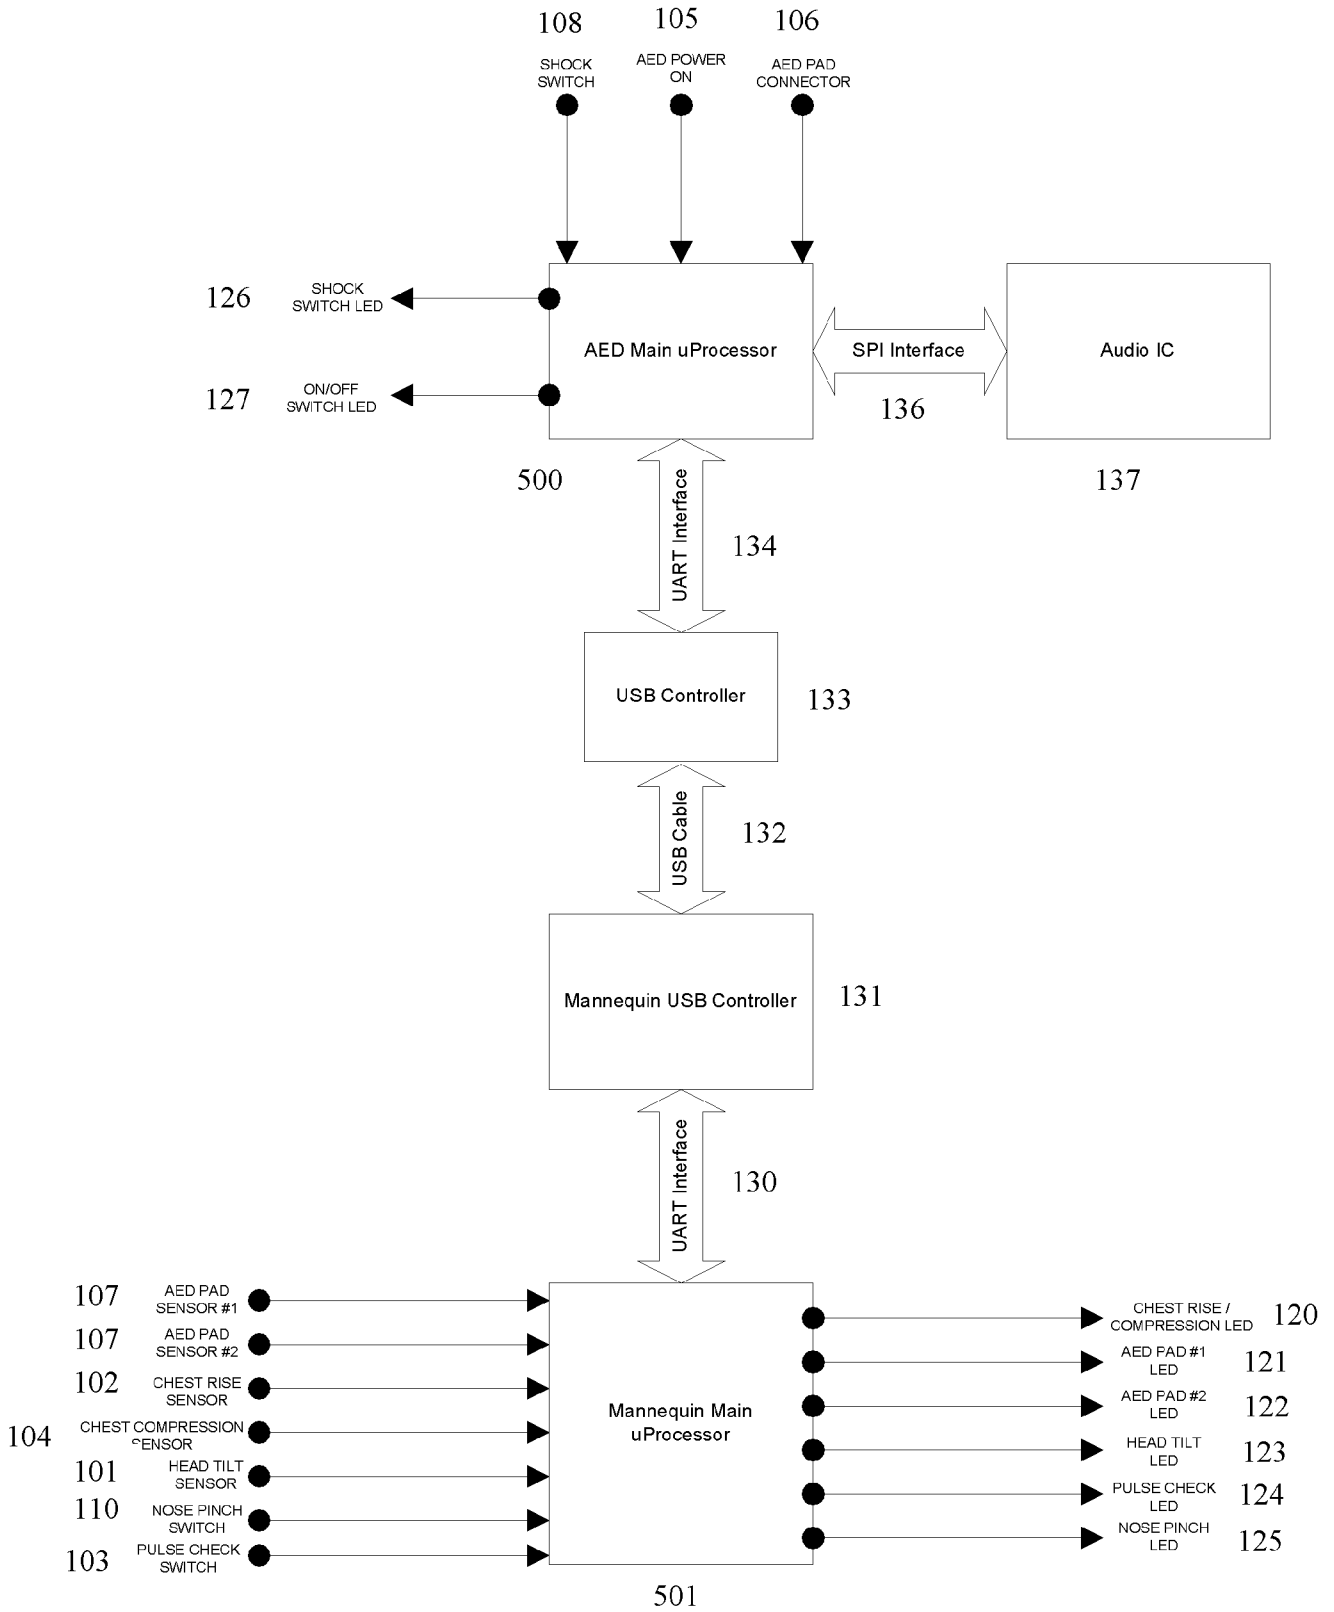 108
105
106
SHOCK
SWITCH
AED POWER
ON
AED PAD
CONNECTOR
126
SHOCK
SWITCH LED
127
ON/OFF
SWITCH LED
AED Main uProcessor
SPI Interface
Audio IC
136
500
137
UART Interface
134
USB Controller
133
USB Cable
132
Mannequin USB Controller
131
UART Interface
130
107
AED PAD
SENSOR #1
107
AED PAD
SENSOR #2
102
CHEST RISE
SENSOR
104
CHEST COMPRESSION
SENSOR
101
HEAD TILT
SENSOR
110
NOSE PINCH
SWITCH
103
PULSE CHECK
SWITCH
Mannequin Main
uProcessor
501
CHEST RISE /
COMPRESSION LED
120
AED PAD #1
LED
121
AED PAD #2
LED
122
HEAD TILT
LED
123
PULSE CHECK
LED
124
NOSE PINCH
LED
125